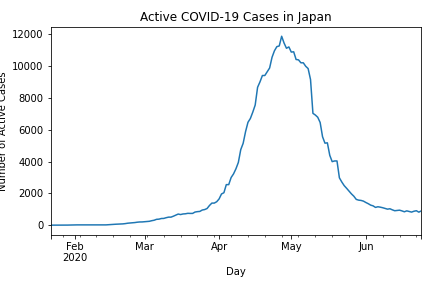 Active COVID-19 Cases in Japan
12000
10000
8000
6000
4000
2000
0
Number of Active Cases
Feb Mar Apr May Jun
2020
Day